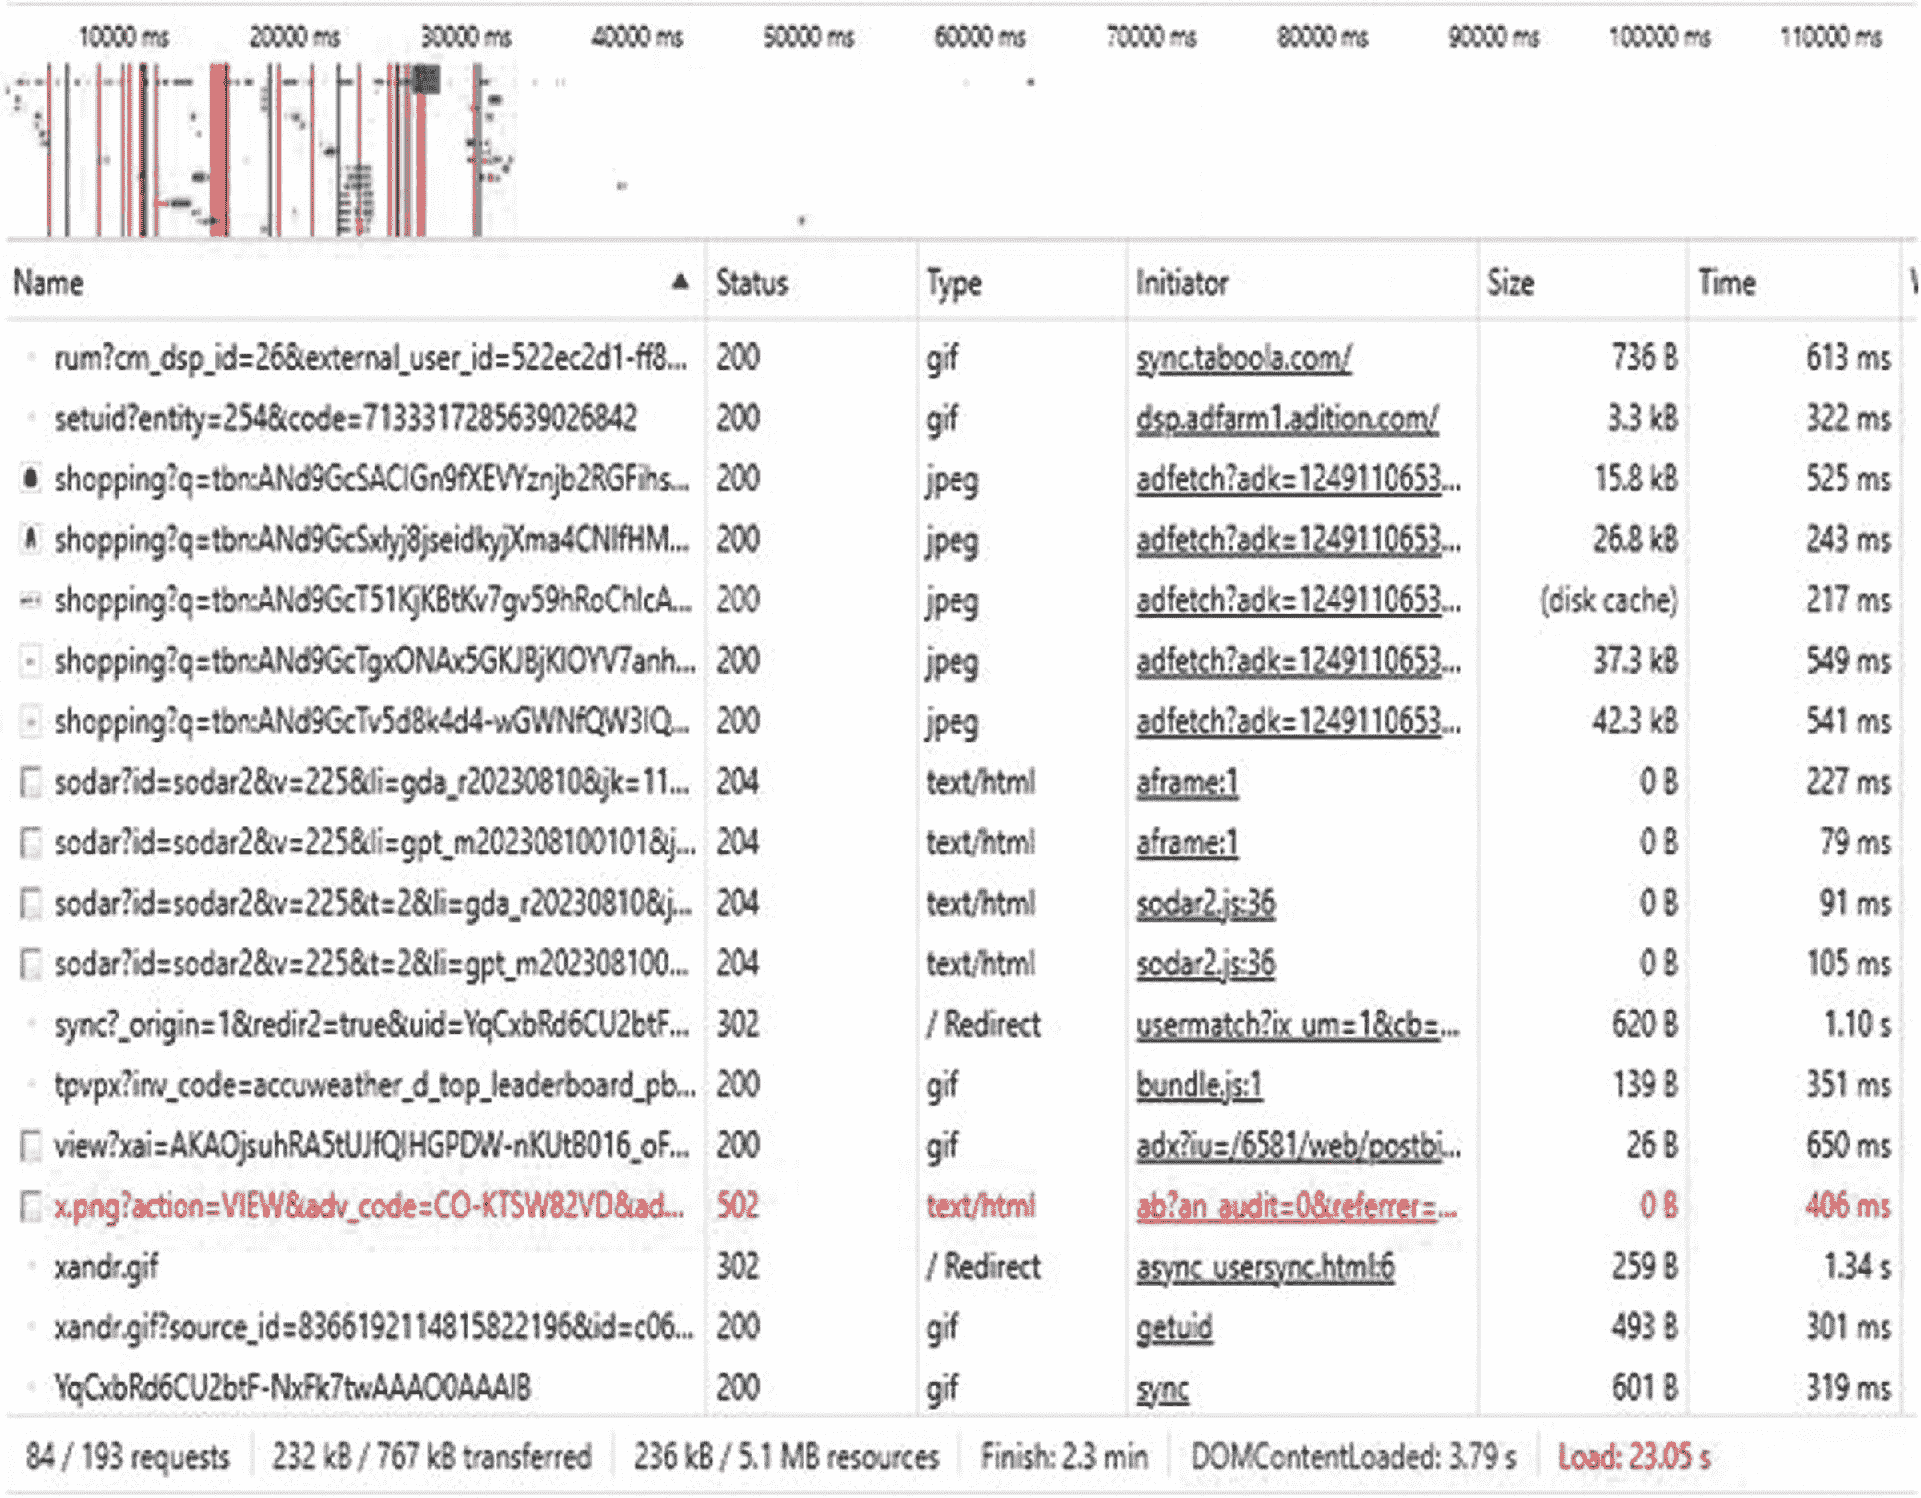 10000 ms 20000 ms 30000 ms 40000 ms 50000 ms 60000 ms 70000 ms 80000 ms 90000 ms 100000 ms 110000 ms
Name Status Type Initiator Size Time
rum?cm_dsp_id=26&external_user_id=522ec2d1-ff8... 200 gif sync.taboola.com/ 736 B 613 ms
setuid?entity=254&code=7133317285639026842 200 gif dsp.adfarm1.adition.com/ 3.3 kB 322 ms
shopping?q=tbn:ANd9GcSACIGn9fXEVYznjb2RGFihs... 200 jpeg adfetch?adk=1249110653... 15.8 kB 525 ms
shopping?q=tbn:ANd9GcSxlyj8jseidkyjXma4CNlfHM... 200 jpeg adfetch?adk=1249110653... 26.8 kB 243 ms
shopping?q=tbn:ANd9GcT51KjKBtKv7gv59hRoChlcA... 200 jpeg adfetch?adk=1249110653... (disk cache) 217 ms
shopping?q=tbn:ANd9GcTgxONAx5GKJBjKlOYV7anh... 200 jpeg adfetch?adk=1249110653... 37.3 kB 549 ms
shopping?q=tbn:ANd9GcTv5d8k4d4-wGWNfQW3lQ... 200 jpeg adfetch?adk=1249110653... 42.3 kB 541 ms
sodar?id=sodar2&v=225&li=gda_r20230810&jk=11... 204 text/html aframe:1 0 B 227 ms
sodar?id=sodar2&v=225&li=gpt_m202308100101&j... 204 text/html aframe:1 0 B 79 ms
sodar?id=sodar2&v=225&t=2&li=gda_r20230810&j... 204 text/html sodar2.js:36 0 B 91 ms
sodar?id=sodar2&v=225&t=2&li=gpt_m202308100... 204 text/html sodar2.js:36 0 B 105 ms
sync?_origin=1&redir2=true&uid=YqCxbRd6CU2btF... 302 / Redirect usermatch?ix_um=1&cb=... 620 B 1.10 s
tpvpx?inv_code=accuweather_d_top_leaderboard_pb... 200 gif bundle.js:1 139 B 351 ms
view?xai=AKAOjsuhRA5tUJfQlHGPDW-nKUtB016_oF... 200 gif adx?iu=/6581/web/postbi... 26 B 650 ms
x.png?action=VIEW&adv_code=CO-KTSW82VD&ad... 502 text/html ab?an_audit=0&referrer=... 0 B 406 ms
xandr.gif 302 / Redirect async_usersync.html:6 259 B 1.34 s
xandr.gif?source_id=8366192114815822196&id=c06... 200 gif getuid 493 B 301 ms
YqCxbRd6CU2btF-NxFk7twAAAO0AAAIB 200 gif sync 601 B 319 ms
84 / 193 requests 232 kB / 767 kB transferred 236 kB / 5.1 MB resources Finish: 2.3 min DOMContentLoaded: 3.79 s Load: 23.05 s